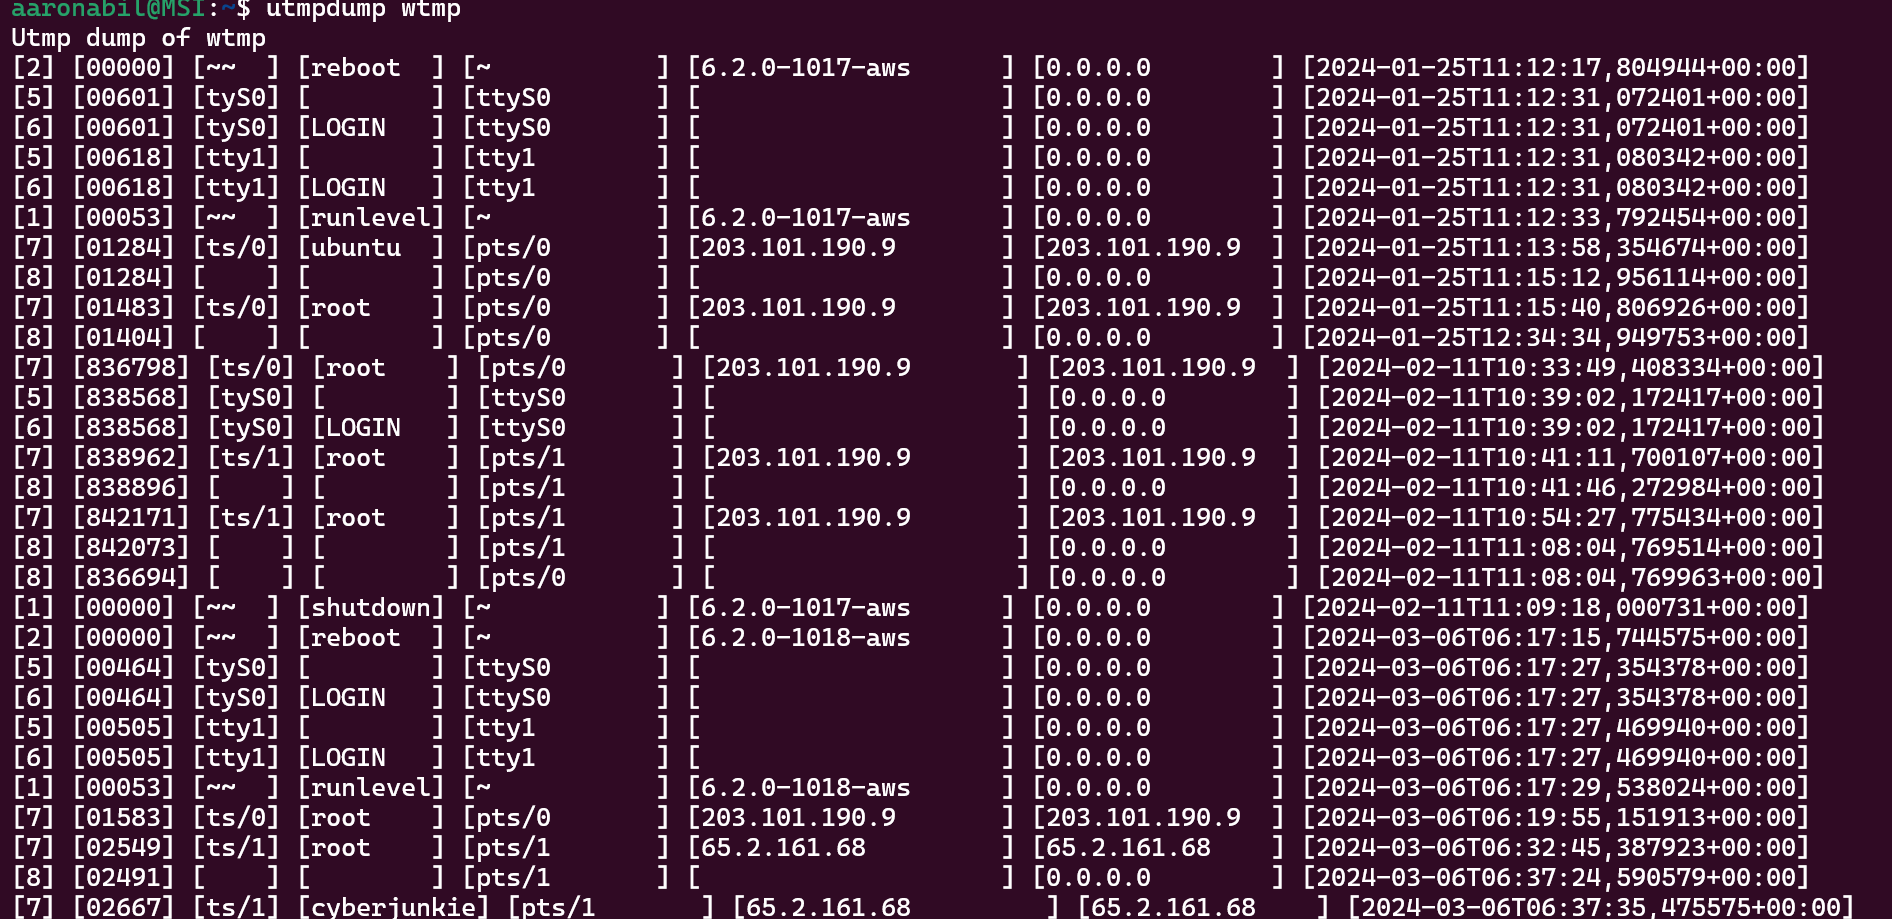 aaronabil@MSI:~$ utmpdump wtmp
Utmp dump of wtmp
[2] [00000] [~~  ] [reboot  ] [~           ] [6.2.0-1017-aws      ] [0.0.0.0        ] [2024-01-25T11:12:17,804944+00:00]
[5] [00601] [tyS0] [        ] [ttyS0       ] [                    ] [0.0.0.0        ] [2024-01-25T11:12:31,072401+00:00]
[6] [00601] [tyS0] [LOGIN   ] [ttyS0       ] [                    ] [0.0.0.0        ] [2024-01-25T11:12:31,072401+00:00]
[5] [00618] [tty1] [        ] [tty1        ] [                    ] [0.0.0.0        ] [2024-01-25T11:12:31,080342+00:00]
[6] [00618] [tty1] [LOGIN   ] [tty1        ] [                    ] [0.0.0.0        ] [2024-01-25T11:12:31,080342+00:00]
[1] [00053] [~~  ] [runlevel] [~           ] [6.2.0-1017-aws      ] [0.0.0.0        ] [2024-01-25T11:12:33,792454+00:00]
[7] [01284] [ts/0] [ubuntu  ] [pts/0       ] [203.101.190.9       ] [203.101.190.9  ] [2024-01-25T11:13:58,354674+00:00]
[8] [01284] [    ] [        ] [pts/0       ] [                    ] [0.0.0.0        ] [2024-01-25T11:15:12,956114+00:00]
[7] [01483] [ts/0] [root    ] [pts/0       ] [203.101.190.9       ] [203.101.190.9  ] [2024-01-25T11:15:40,806926+00:00]
[8] [01404] [    ] [        ] [pts/0       ] [                    ] [0.0.0.0        ] [2024-01-25T12:34:34,949753+00:00]
[7] [836798] [ts/0] [root    ] [pts/0       ] [203.101.190.9       ] [203.101.190.9  ] [2024-02-11T10:33:49,408334+00:00]
[5] [838568] [tyS0] [        ] [ttyS0       ] [                    ] [0.0.0.0        ] [2024-02-11T10:39:02,172417+00:00]
[6] [838568] [tyS0] [LOGIN   ] [ttyS0       ] [                    ] [0.0.0.0        ] [2024-02-11T10:39:02,172417+00:00]
[7] [838962] [ts/1] [root    ] [pts/1       ] [203.101.190.9       ] [203.101.190.9  ] [2024-02-11T10:41:11,700107+00:00]
[8] [838896] [    ] [        ] [pts/1       ] [                    ] [0.0.0.0        ] [2024-02-11T10:41:46,272984+00:00]
[7] [842171] [ts/1] [root    ] [pts/1       ] [203.101.190.9       ] [203.101.190.9  ] [2024-02-11T10:54:27,775434+00:00]
[8] [842073] [    ] [        ] [pts/1       ] [                    ] [0.0.0.0        ] [2024-02-11T11:08:04,769514+00:00]
[8] [836694] [    ] [        ] [pts/0       ] [                    ] [0.0.0.0        ] [2024-02-11T11:08:04,769963+00:00]
[1] [00000] [~~  ] [shutdown] [~           ] [6.2.0-1017-aws      ] [0.0.0.0        ] [2024-02-11T11:09:18,000731+00:00]
[2] [00000] [~~  ] [reboot  ] [~           ] [6.2.0-1018-aws      ] [0.0.0.0        ] [2024-03-06T06:17:15,744575+00:00]
[5] [00464] [tyS0] [        ] [ttyS0       ] [                    ] [0.0.0.0        ] [2024-03-06T06:17:27,354378+00:00]
[6] [00464] [tyS0] [LOGIN   ] [ttyS0       ] [                    ] [0.0.0.0        ] [2024-03-06T06:17:27,354378+00:00]
[5] [00505] [tty1] [        ] [tty1        ] [                    ] [0.0.0.0        ] [2024-03-06T06:17:27,469940+00:00]
[6] [00505] [tty1] [LOGIN   ] [tty1        ] [                    ] [0.0.0.0        ] [2024-03-06T06:17:27,469940+00:00]
[1] [00053] [~~  ] [runlevel] [~           ] [6.2.0-1018-aws      ] [0.0.0.0        ] [2024-03-06T06:17:29,538024+00:00]
[7] [01583] [ts/0] [root    ] [pts/0       ] [203.101.190.9       ] [203.101.190.9  ] [2024-03-06T06:19:55,151913+00:00]
[7] [02549] [ts/1] [root    ] [pts/1       ] [65.2.161.68         ] [65.2.161.68    ] [2024-03-06T06:32:45,387923+00:00]
[8] [02491] [    ] [        ] [pts/1       ] [                    ] [0.0.0.0        ] [2024-03-06T06:37:24,590579+00:00]
[7] [02667] [ts/1] [cyberjunkie] [pts/1       ] [65.2.161.68         ] [65.2.161.68    ] [2024-03-06T06:37:35,475575+00:00]